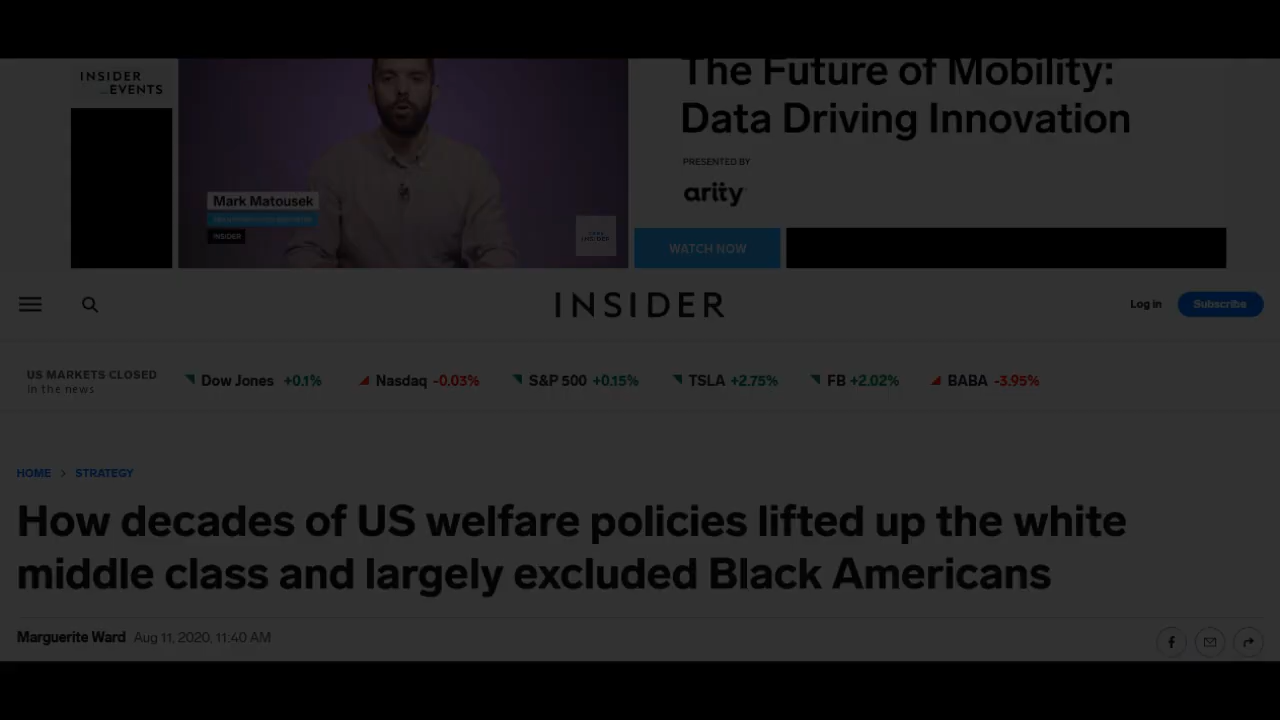 INSIDER
EVENTS
The Future of Mobility:
Data Driving Innovation
PRESENTED BY
arity
Mark Matousek
INSIDER
INSIDER
WATCH NOW
INSIDER
Log in
Subscribe
US MARKETS CLOSED
In the news
Dow Jones +0.1%
Nasdaq -0.03%
S&P 500 +0.15%
TSLA +2.75%
FB +2.02%
BABA -3.95%
HOME > STRATEGY
How decades of US welfare policies lifted up the white
middle class and largely excluded Black Americans
Marguerite Ward Aug 11, 2020, 11:40 AM